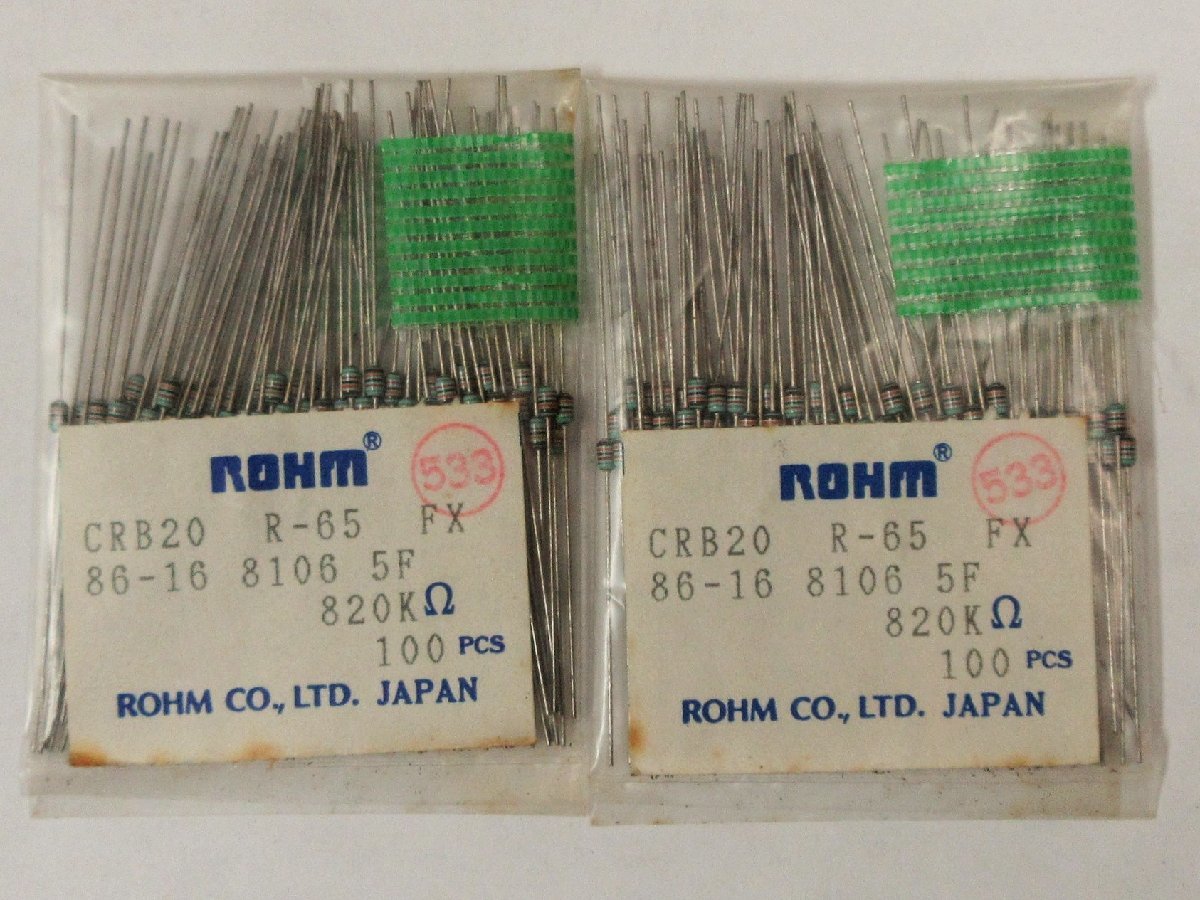 ROHM® 533
CRB20 R-65 FX
86-16 8106 5F
820KΩ
100 PCS
ROHM CO., LTD. JAPAN
ROHM® 533
CRB20 R-65 FX
86-16 8106 5F
820KΩ
100 PCS
ROHM CO., LTD. JAPAN